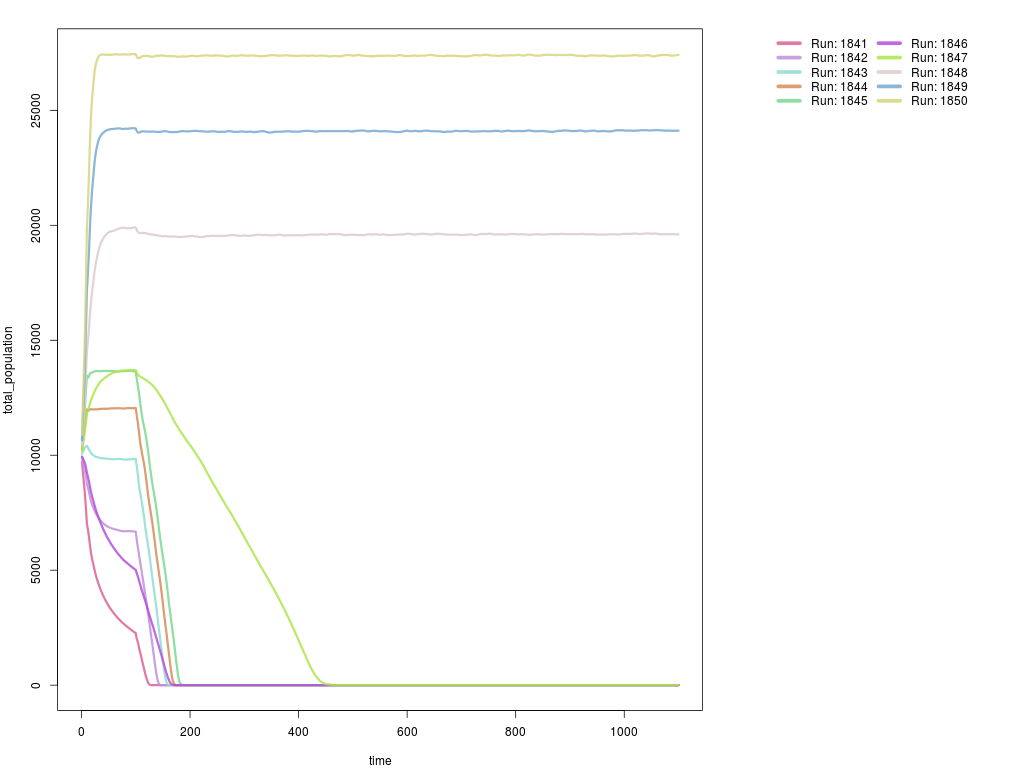 Run: 1841
Run: 1842
Run: 1843
Run: 1844
Run: 1845
Run: 1846
Run: 1847
Run: 1848
Run: 1849
Run: 1850
total_population
25000
20000
15000
10000
5000
0
0 200 400 600 800 1000
time